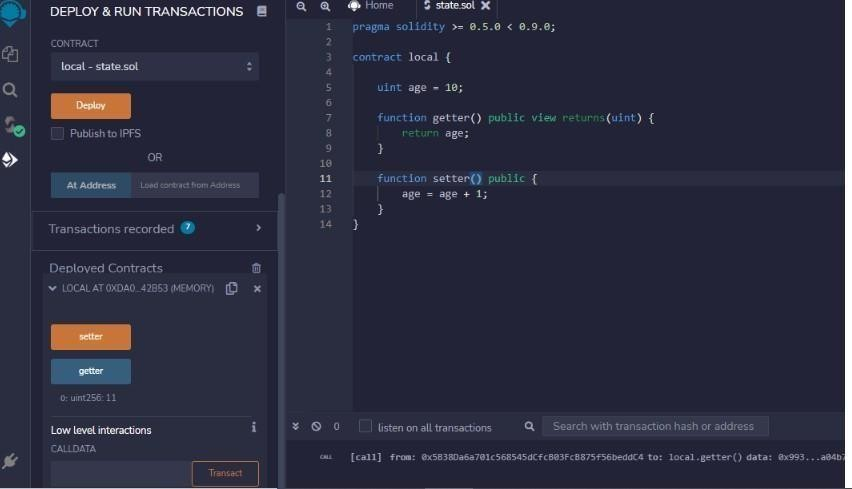 DEPLOY & RUN TRANSACTIONS
CONTRACT
local - state.sol
Deploy
Publish to IPFS
OR
At Address Load contract from Address
Transactions recorded 7
Deployed Contracts
LOCAL AT 0XDA0...42B53 (MEMORY)
setter
getter
0: uint256: 11
Low level interactions
CALLDATA
Transact
Home state.sol
1 pragma solidity >= 0.5.0 < 0.9.0;
2
3 contract local {
4
5 uint age = 10;
6
7 function getter() public view returns(uint) {
8 return age;
9 }
10
11 function setter() public {
12 age = age + 1;
13 }
14 }
0 listen on all transactions Search with transaction hash or address
CALL [call] from: 0x5B38Da6a701c568545dCfcB03FcB875f56beddC4 to: local.getter() data: 0x993...a04b7